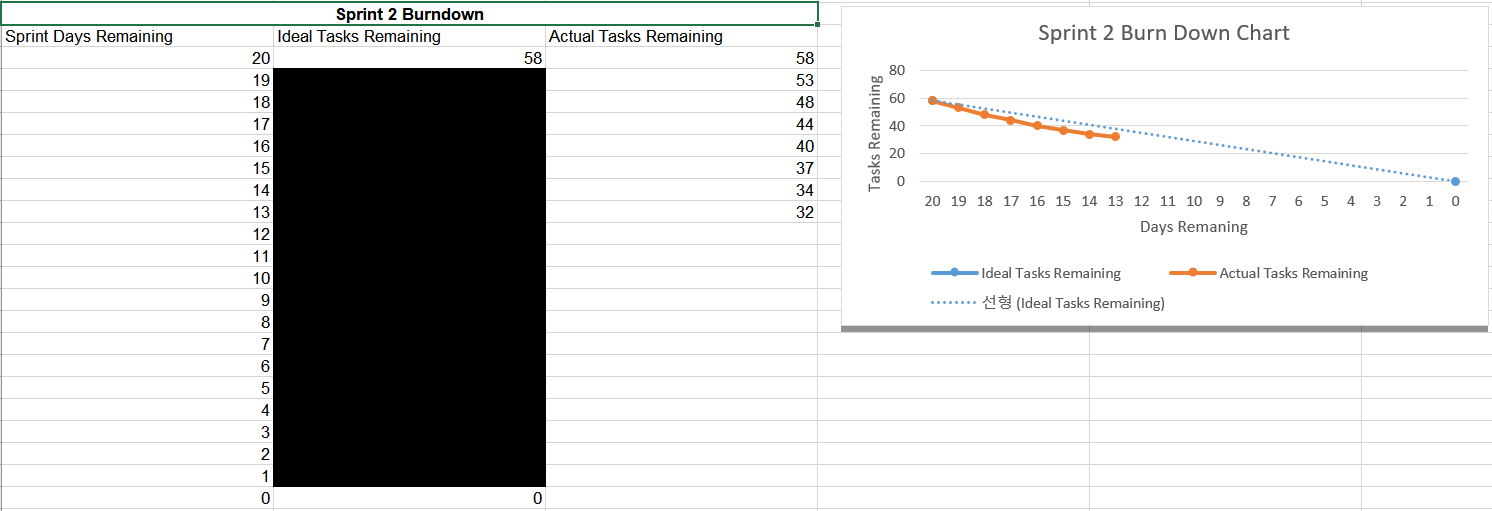 Sprint 2 Burndown
Sprint Days Remaining Ideal Tasks Remaining Actual Tasks Remaining
20 58 58
19 53
18 48
17 44
16 40
15 37
14 34
13 32
12
11
10
9
8
7
6
5
4
3
2
1
0 0
Sprint 2 Burn Down Chart
Tasks Remaining
80
60
40
20
0
20 19 18 17 16 15 14 13 12 11 10 9 8 7 6 5 4 3 2 1 0
Days Remaning
Ideal Tasks Remaining Actual Tasks Remaining
선형 (Ideal Tasks Remaining)